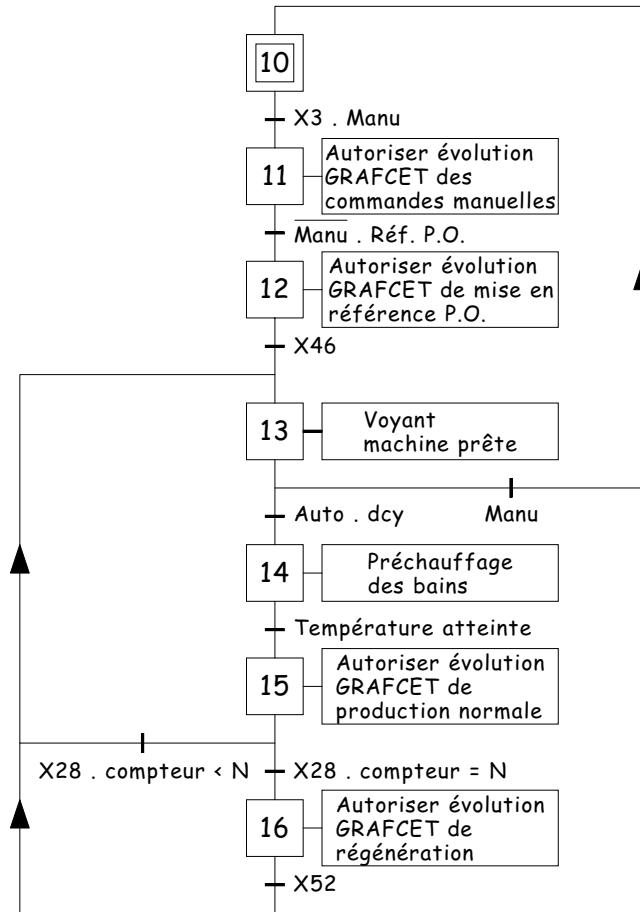 10
X3 . Manu
11
Autoriser évolution
GRAFCET des
commandes manuelles
M̅a̅n̅u̅ . Réf. P.O.
12
Autoriser évolution
GRAFCET de mise en
référence P.O.
X46
13
Voyant
machine prête
Auto . dcy
Manu
14
Préchauffage
des bains
Température atteinte
15
Autoriser évolution
GRAFCET de
production normale
X28 . compteur < N
X28 . compteur = N
16
Autoriser évolution
GRAFCET de
régénération
X52